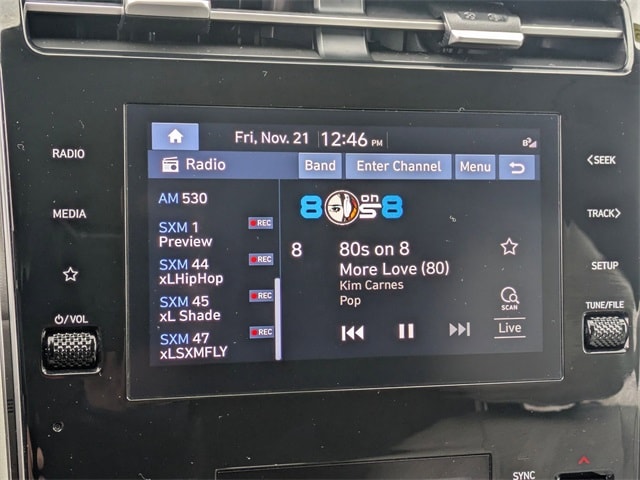 Fri, Nov. 21 12:46 PM
Radio Band Enter Channel Menu
AM 530
SXM 1 REC
Preview
SXM 44 REC
xLHipHop
SXM 45 REC
xL Shade
SXM 47 REC
xLSXMFLY
80s on 8
8 80s on 8
More Love (80)
Kim Carnes
Pop
SCAN
Live
RADIO
MEDIA
VOL
<SEEK
TRACK>
SETUP
TUNE/FILE
SYNC